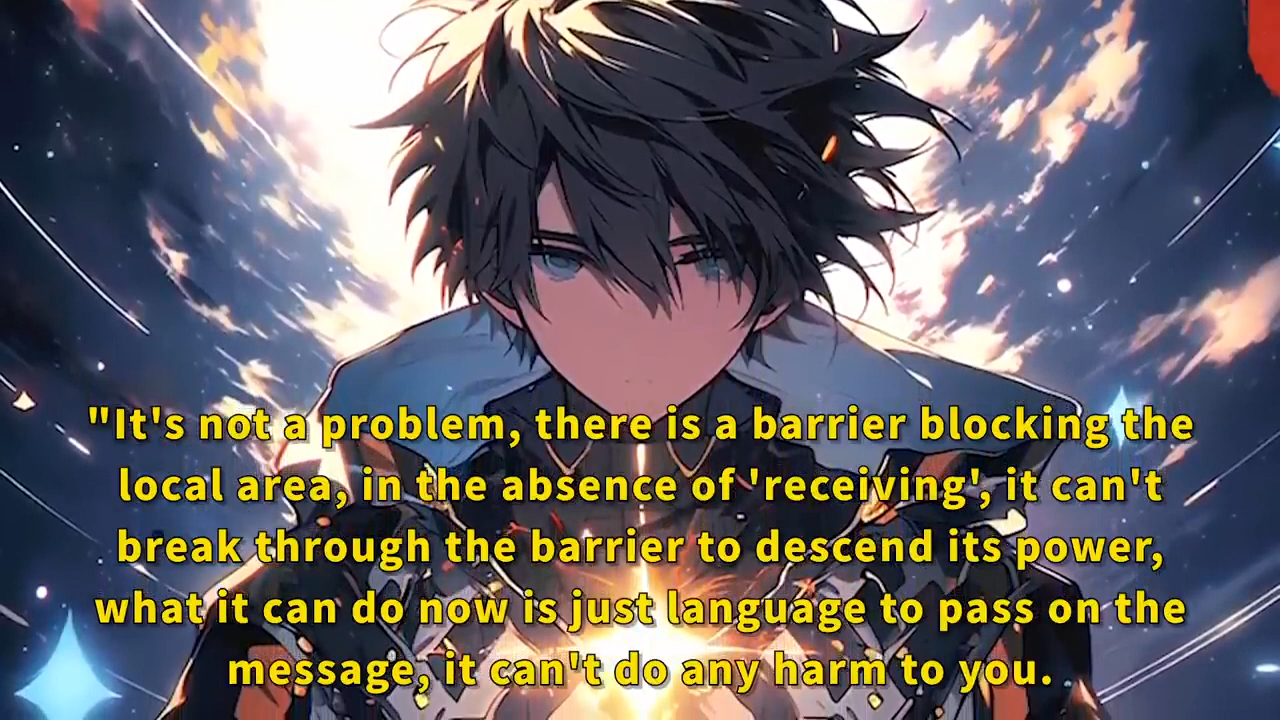 "It's not a problem, there is a barrier blocking the
local area, in the absence of 'receiving', it can't
break through the barrier to descend its power,
what it can do now is just language to pass on the
message, it can't do any harm to you.